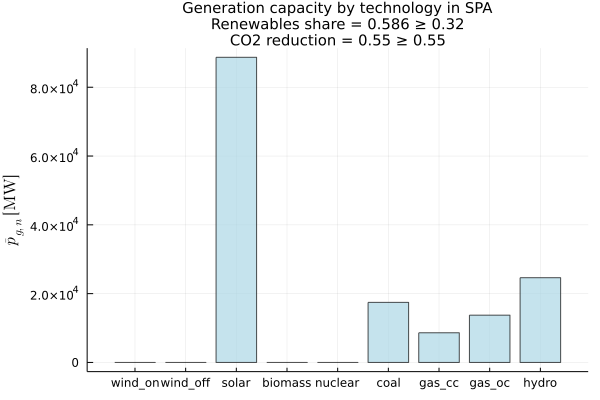 Generation capacity by technology in SPA
Renewables share = 0.586 ≥ 0.32
CO2 reduction = 0.55 ≥ 0.55
p̄g,n [MW]
8.0×10⁴
6.0×10⁴
4.0×10⁴
2.0×10⁴
0
wind_on wind_off solar biomass nuclear coal gas_cc gas_oc hydro